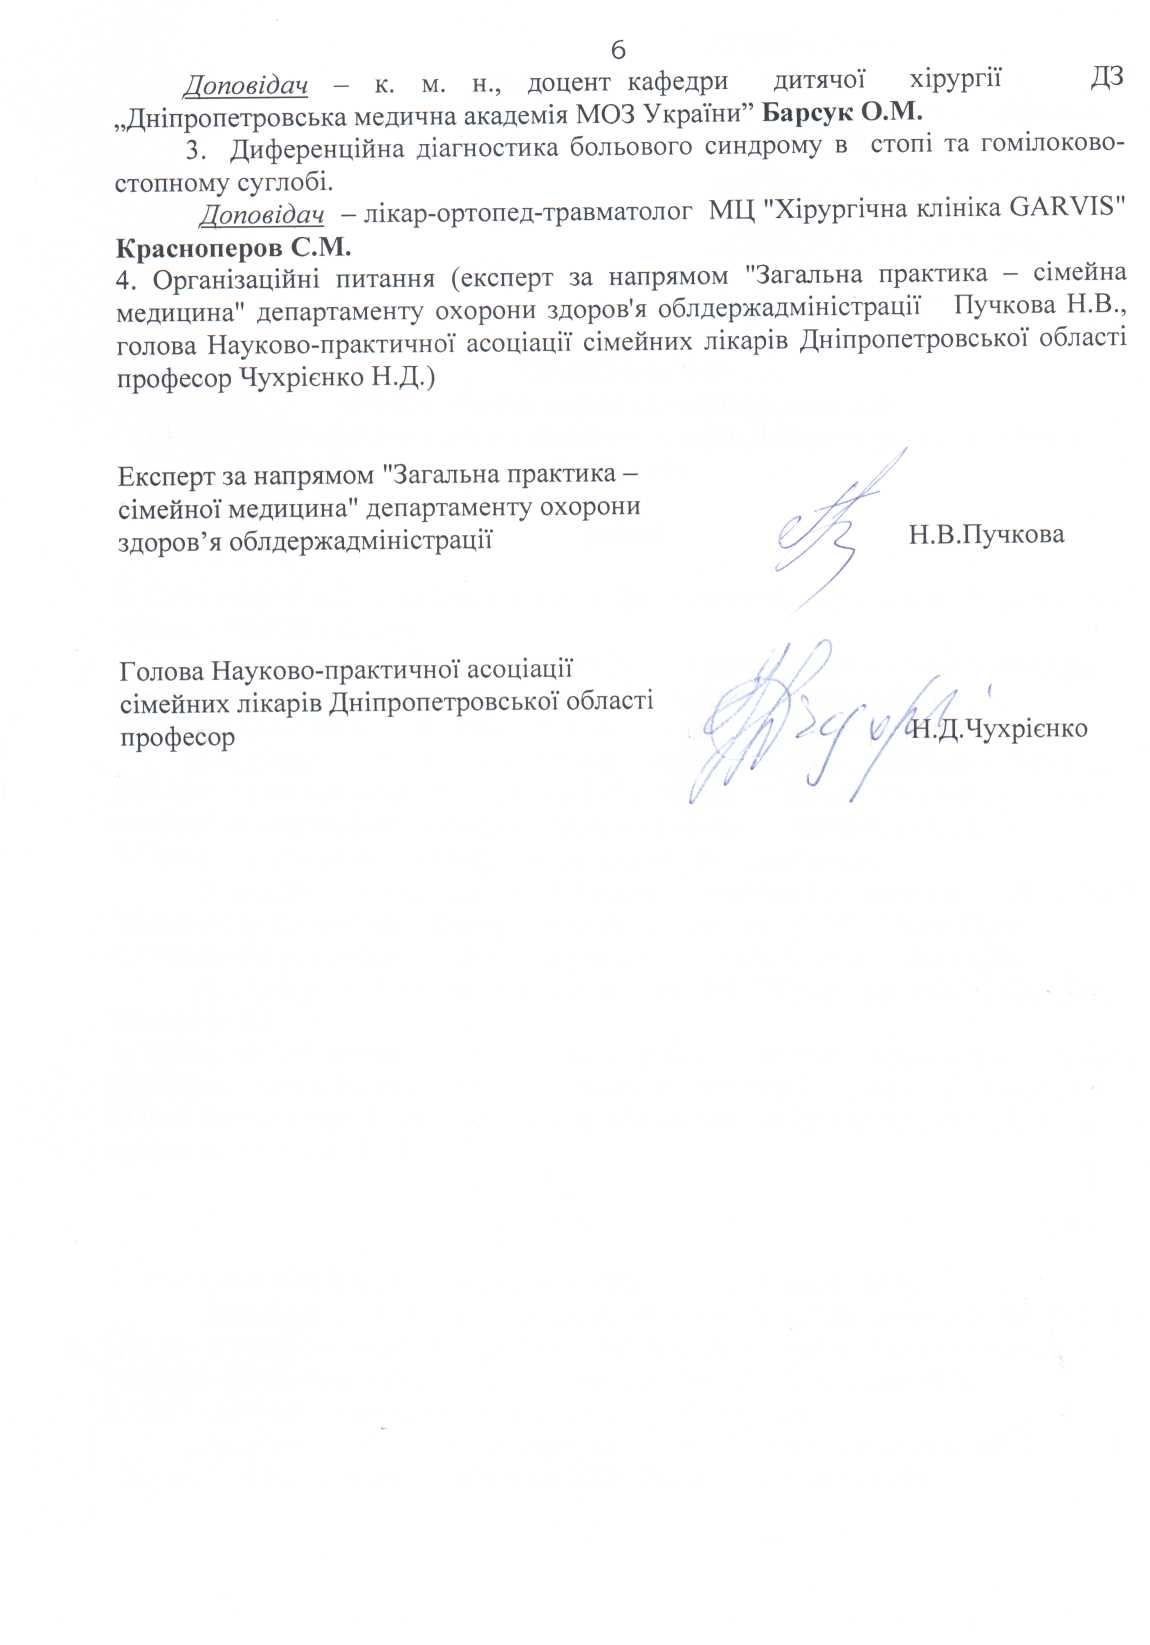 6
Доповідач – к. м. н., доцент кафедри дитячої хірургії ДЗ
„Дніпропетровська медична академія МОЗ України” Барсук О.М.
3. Диференційна діагностика больового синдрому в стопі та гомілоково-
стопному суглобі.
Доповідач – лікар-ортопед-травматолог МЦ "Хірургічна клініка GARVIS"
Красноперов С.М.
4. Організаційні питання (експерт за напрямом "Загальна практика – сімейна
медицина" департаменту охорони здоров'я облдержадміністрації Пучкова Н.В.,
голова Науково-практичної асоціації сімейних лікарів Дніпропетровської області
професор Чухрієнко Н.Д.)
Експерт за напрямом "Загальна практика –
сімейної медицина" департаменту охорони
здоров’я облдержадміністрації Н.В.Пучкова
Голова Науково-практичної асоціації
сімейних лікарів Дніпропетровської області
професор Н.Д.Чухрієнко